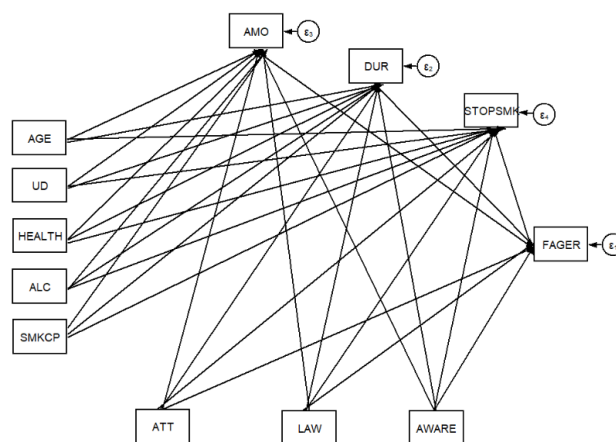 AMO
ε3
DUR
ε2
STOPSMK
ε4
AGE
UD
HEALTH
FAGER
ALC
SMKCP
ATT
LAW
AWARE